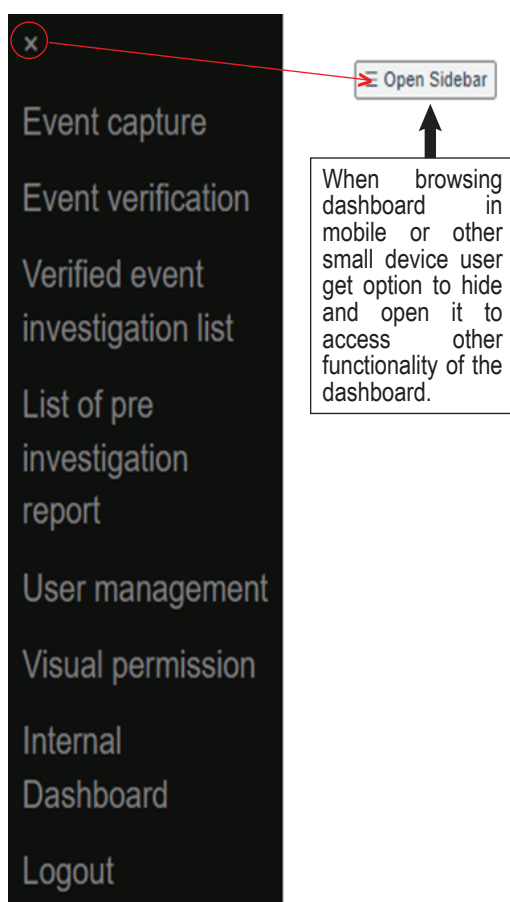 ×
Event capture
Event verification
Verified event
investigation list
List of pre
investigation
report
User management
Visual permission
Internal
Dashboard
Logout
☰ Open Sidebar
When browsing
dashboard in
mobile or other
small device user
get option to hide
and open it to
access other
functionality of the
dashboard.